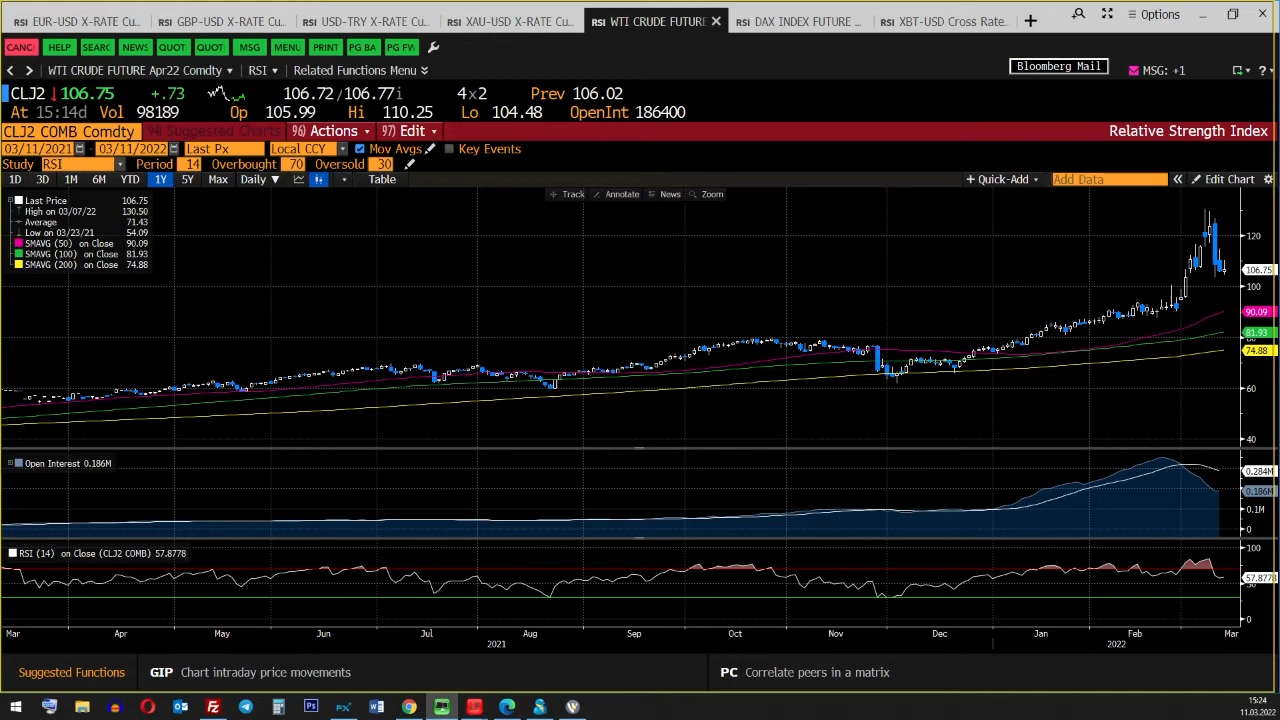 RSI EUR-USD X-RATE Cu... RSI GBP-USD X-RATE Cu... RSI USD-TRY X-RATE Cu... RSI XAU-USD X-RATE Cu... RSI WTI CRUDE FUTURE RSI DAX INDEX FUTURE ... RSI XBT-USD Cross Rate... Options
CANC HELP SEARC NEWS QUOT QUOT MSG MENU PRINT PG BA PG FW
WTI CRUDE FUTURE Apr22 Comdty RSI Related Functions Menu Bloomberg Mail MSG: +1 ?
CLJ2 106.75 +.73 106.72/106.77i 4x2 Prev 106.02
At 15:14d Vol 98189 Op 105.99 Hi 110.25 Lo 104.48 OpenInt 186400
CLJ2 COMB Comdty 94) Suggested Charts 96) Actions 97) Edit Relative Strength Index
03/11/2021 - 03/11/2022 Last Px Local CCY Mov Avgs Key Events
Study RSI Period 14 Overbought 70 Oversold 30
1D 3D 1M 6M YTD 1Y 5Y Max Daily Table + Quick-Add Add Data Edit Chart
Track Annotate News Zoom
Last Price 106.75
High on 03/07/22 130.50
Average 71.43
Low on 03/23/21 54.09
SMAVG (50) on Close 90.09
SMAVG (100) on Close 81.93
SMAVG (200) on Close 74.88
120
106.75
100
90.09
81.93
80
74.88
60
40
Open Interest 0.186M
0.284M
0.186M
0.1M
0
RSI (14) on Close (CLJ2 COMB) 57.8778
100
57.8778
50
0
Mar Apr May Jun Jul Aug Sep Oct Nov Dec Jan Feb Mar
2021 2022
Suggested Functions GIP Chart intraday price movements PC Correlate peers in a matrix
15:24
11.03.2022